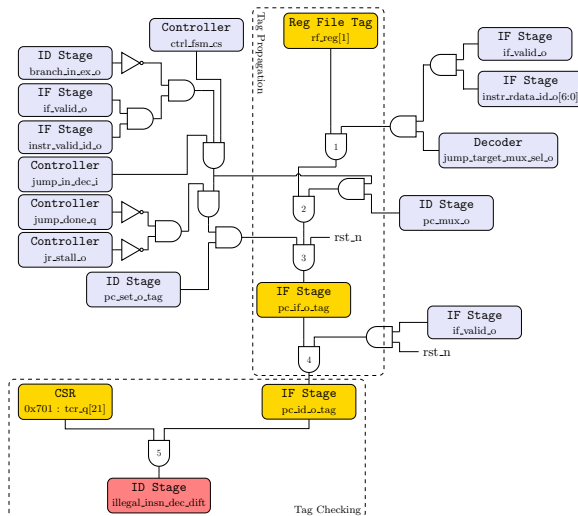 Controller
ctrl_fsm_cs
Tag Propagation
Reg File Tag
rf_reg[1]
IF Stage
if_valid_o
ID Stage
branch_in_ex_o
IF Stage
if_valid_o
IF Stage
instr_rdata_id_o[6:0]
IF Stage
instr_valid_id_o
1
Decoder
jump_target_mux_sel_o
Controller
jump_in_dec_i
Controller
jump_done_q
2
ID Stage
pc_mux_o
Controller
jr_stall_o
rst_n
3
ID Stage
pc_set_o_tag
IF Stage
pc_if_o_tag
IF Stage
if_valid_o
rst_n
4
CSR
0x701 : tcr_q[21]
IF Stage
pc_id_o_tag
5
ID Stage
illegal_insn_dec_dift
Tag Checking